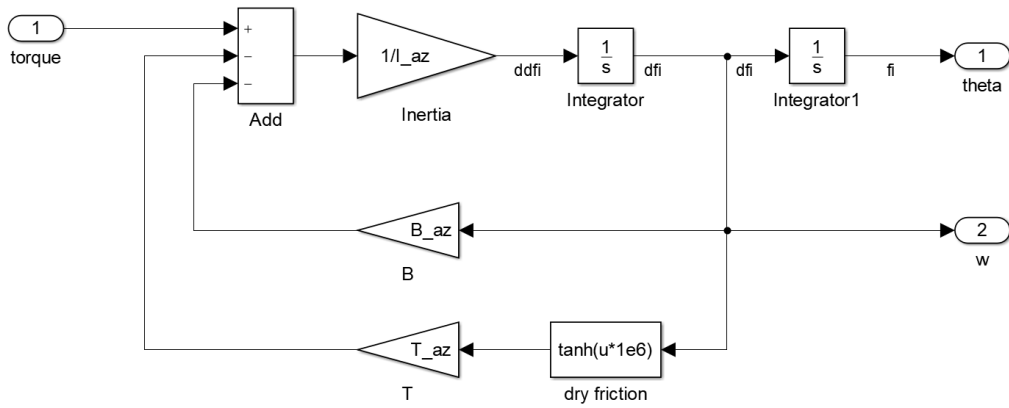 1
torque
+
−
−
Add
1/I_az
Inertia
ddfi
1
s
Integrator
dfi
dfi
1
s
Integrator1
fi
1
theta
B_az
B
2
w
T_az
T
tanh(u*1e6)
dry friction